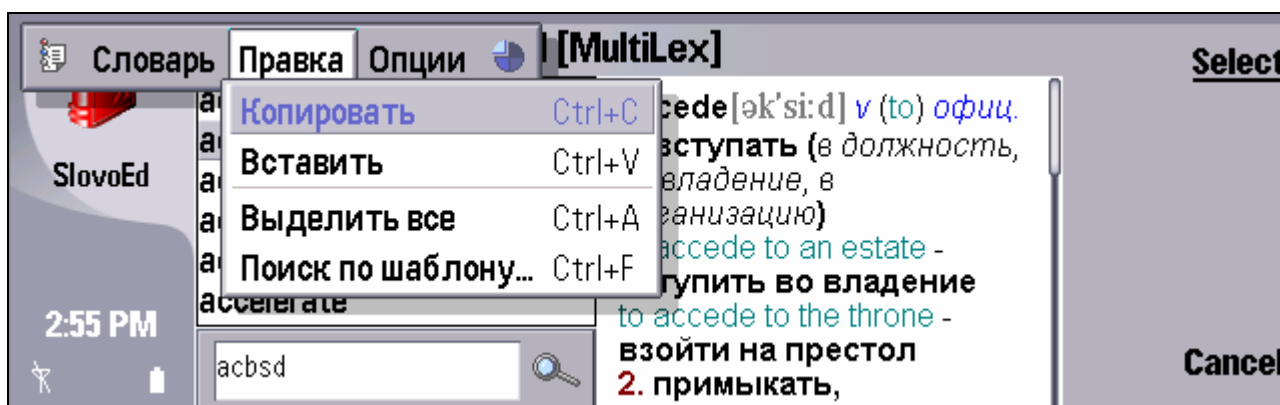 Словарь Правка Опции
[MultiLex]
Select
Копировать Ctrl+C
Вставить Ctrl+V
Выделить все Ctrl+A
Поиск по шаблону... Ctrl+F
SlovoEd
2:55 PM
accelerate
acbsd
cede [ək'si:d] v (to) офиц.
вступать (в должность,
владение, в
ганизацию)
accede to an estate -
тупить во владение
to accede to the throne -
взойти на престол
2. примыкать,
Cancel